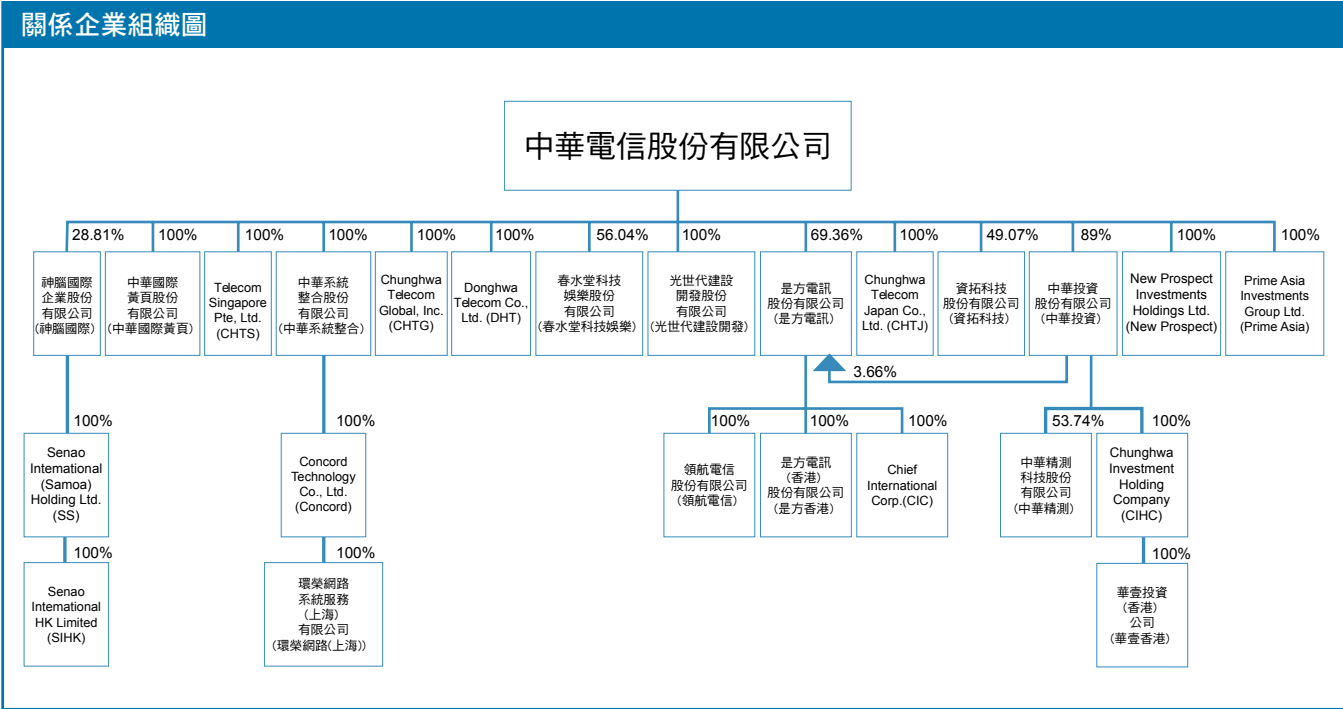 關係企業組織圖
中華電信股份有限公司
28.81%
100%
100%
100%
100%
100%
56.04%
100%
69.36%
100%
49.07%
89%
100%
100%
神腦國際
企業股份
有限公司
(神腦國際)
中華國際
黃頁股份
有限公司
(中華國際黃頁)
Telecom
Singapore
Pte, Ltd.
(CHTS)
中華系統
整合股份
有限公司
(中華系統整合)
Chunghwa
Telecom
Global, Inc.
(CHTG)
Donghwa
Telecom Co.,
Ltd. (DHT)
春水堂科技
娛樂股份
有限公司
(春水堂科技娛樂)
光世代建設
開發股份
有限公司
(光世代建設開發)
是方電訊
股份有限公司
(是方電訊)
Chunghwa
Telecom
Japan Co.,
Ltd. (CHTJ)
資拓科技
股份有限公司
(資拓科技)
中華投資
股份有限公司
(中華投資)
New Prospect
Investments
Holdings Ltd.
(New Prospect)
Prime Asia
Investments
Group Ltd.
(Prime Asia)
3.66%
100%
100%
100%
100%
100%
53.74%
100%
Senao
International
(Samoa)
Holding Ltd.
(SS)
Concord
Technology
Co., Ltd.
(Concord)
領航電信
股份有限公司
(領航電信)
是方電訊
(香港)
股份有限公司
(是方香港)
Chief
International
Corp.(CIC)
中華精測
科技股份
有限公司
(中華精測)
Chunghwa
Investment
Holding
Company
(CIHC)
100%
100%
100%
Senao
International
HK Limited
(SIHK)
環榮網路
系統服務
(上海)
有限公司
(環榮網路(上海))
華壹投資
(香港)
公司
(華壹香港)